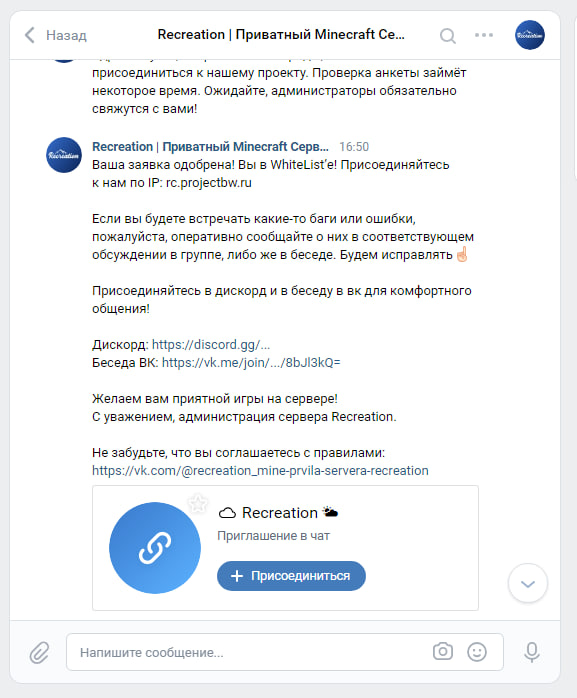 Назад
Recreation | Приватный Minecraft Се...
Recreation
присоединиться к нашему проекту. Проверка анкеты займёт
некоторое время. Ожидайте, администраторы обязательно
свяжутся с вами!
Recreation
Recreation | Приватный Minecraft Серв... 16:50
Ваша заявка одобрена! Вы в WhiteList'е! Присоединяйтесь
к нам по IP: rc.projectbw.ru
Если вы будете встречать какие-то баги или ошибки,
пожалуйста, оперативно сообщайте о них в соответствующем
обсуждении в группе, либо же в беседе. Будем исправлять☝🏻
Присоединяйтесь в дискорд и в беседу в вк для комфортного
общения!
Дискорд: https://discord.gg/...
Беседа ВК: https://vk.me/join/.../8bJl3kQ=
Желаем вам приятной игры на сервере!
С уважением, администрация сервера Recreation.
Не забудьте, что вы соглашаетесь с правилами:
https://vk.com/@recreation_mine-prvila-servera-recreation
Recreation
Приглашение в чат
+ Присоединиться
Напишите сообщение...